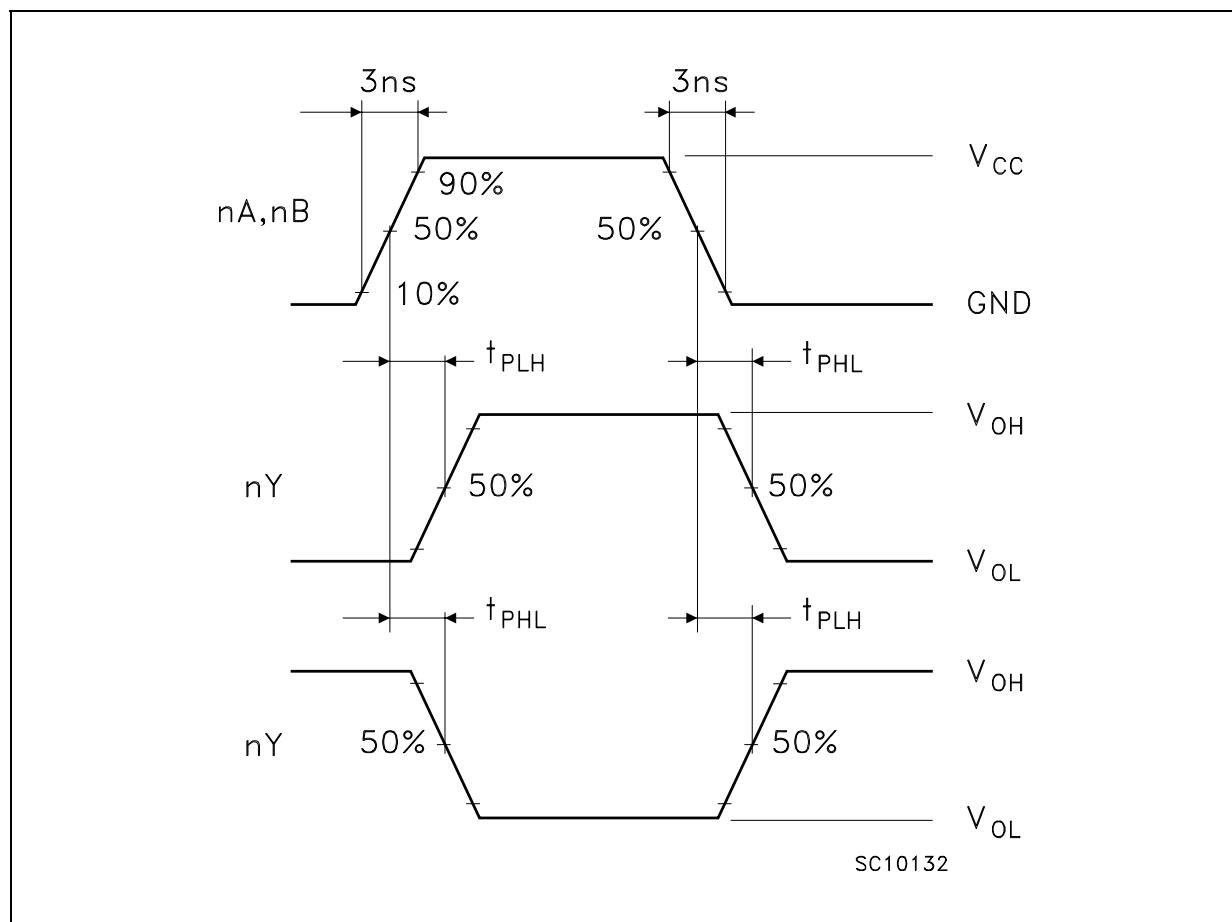 3ns 3ns
V_CC
90%
nA,nB 50% 50%
10% GND
t_PLH t_PHL
V_OH
nY 50% 50%
V_OL
t_PHL t_PLH
V_OH
nY 50% 50%
V_OL
SC10132